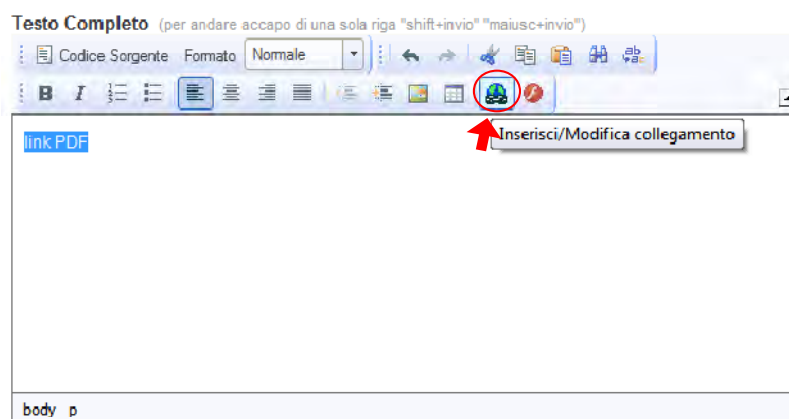 Testo Completo (per andare accapo di una sola riga "shift+invio" "maiusc+invio")
Codice Sorgente Formato Normale
B I
Inserisci/Modifica collegamento
link PDF
body p